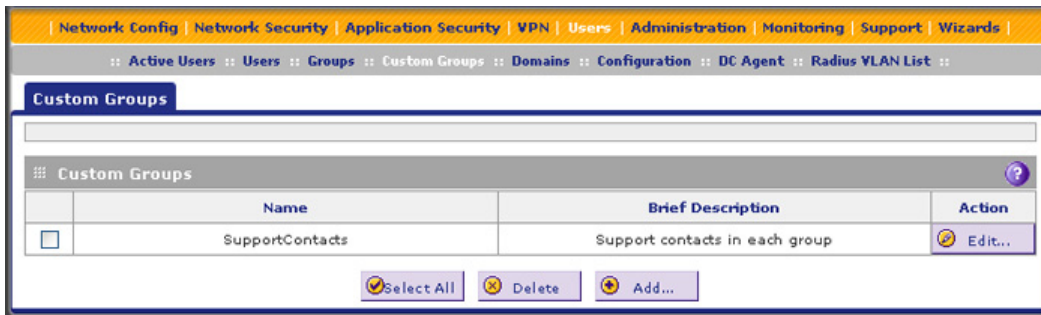 | Network Config | Network Security | Application Security | VPN | Users | Administration | Monitoring | Support | Wizards |
:: Active Users :: Users :: Groups :: Custom Groups :: Domains :: Configuration :: DC Agent :: Radius VLAN List ::
Custom Groups
Custom Groups ?
Name Brief Description Action
SupportContacts Support contacts in each group Edit...
Select All Delete Add...